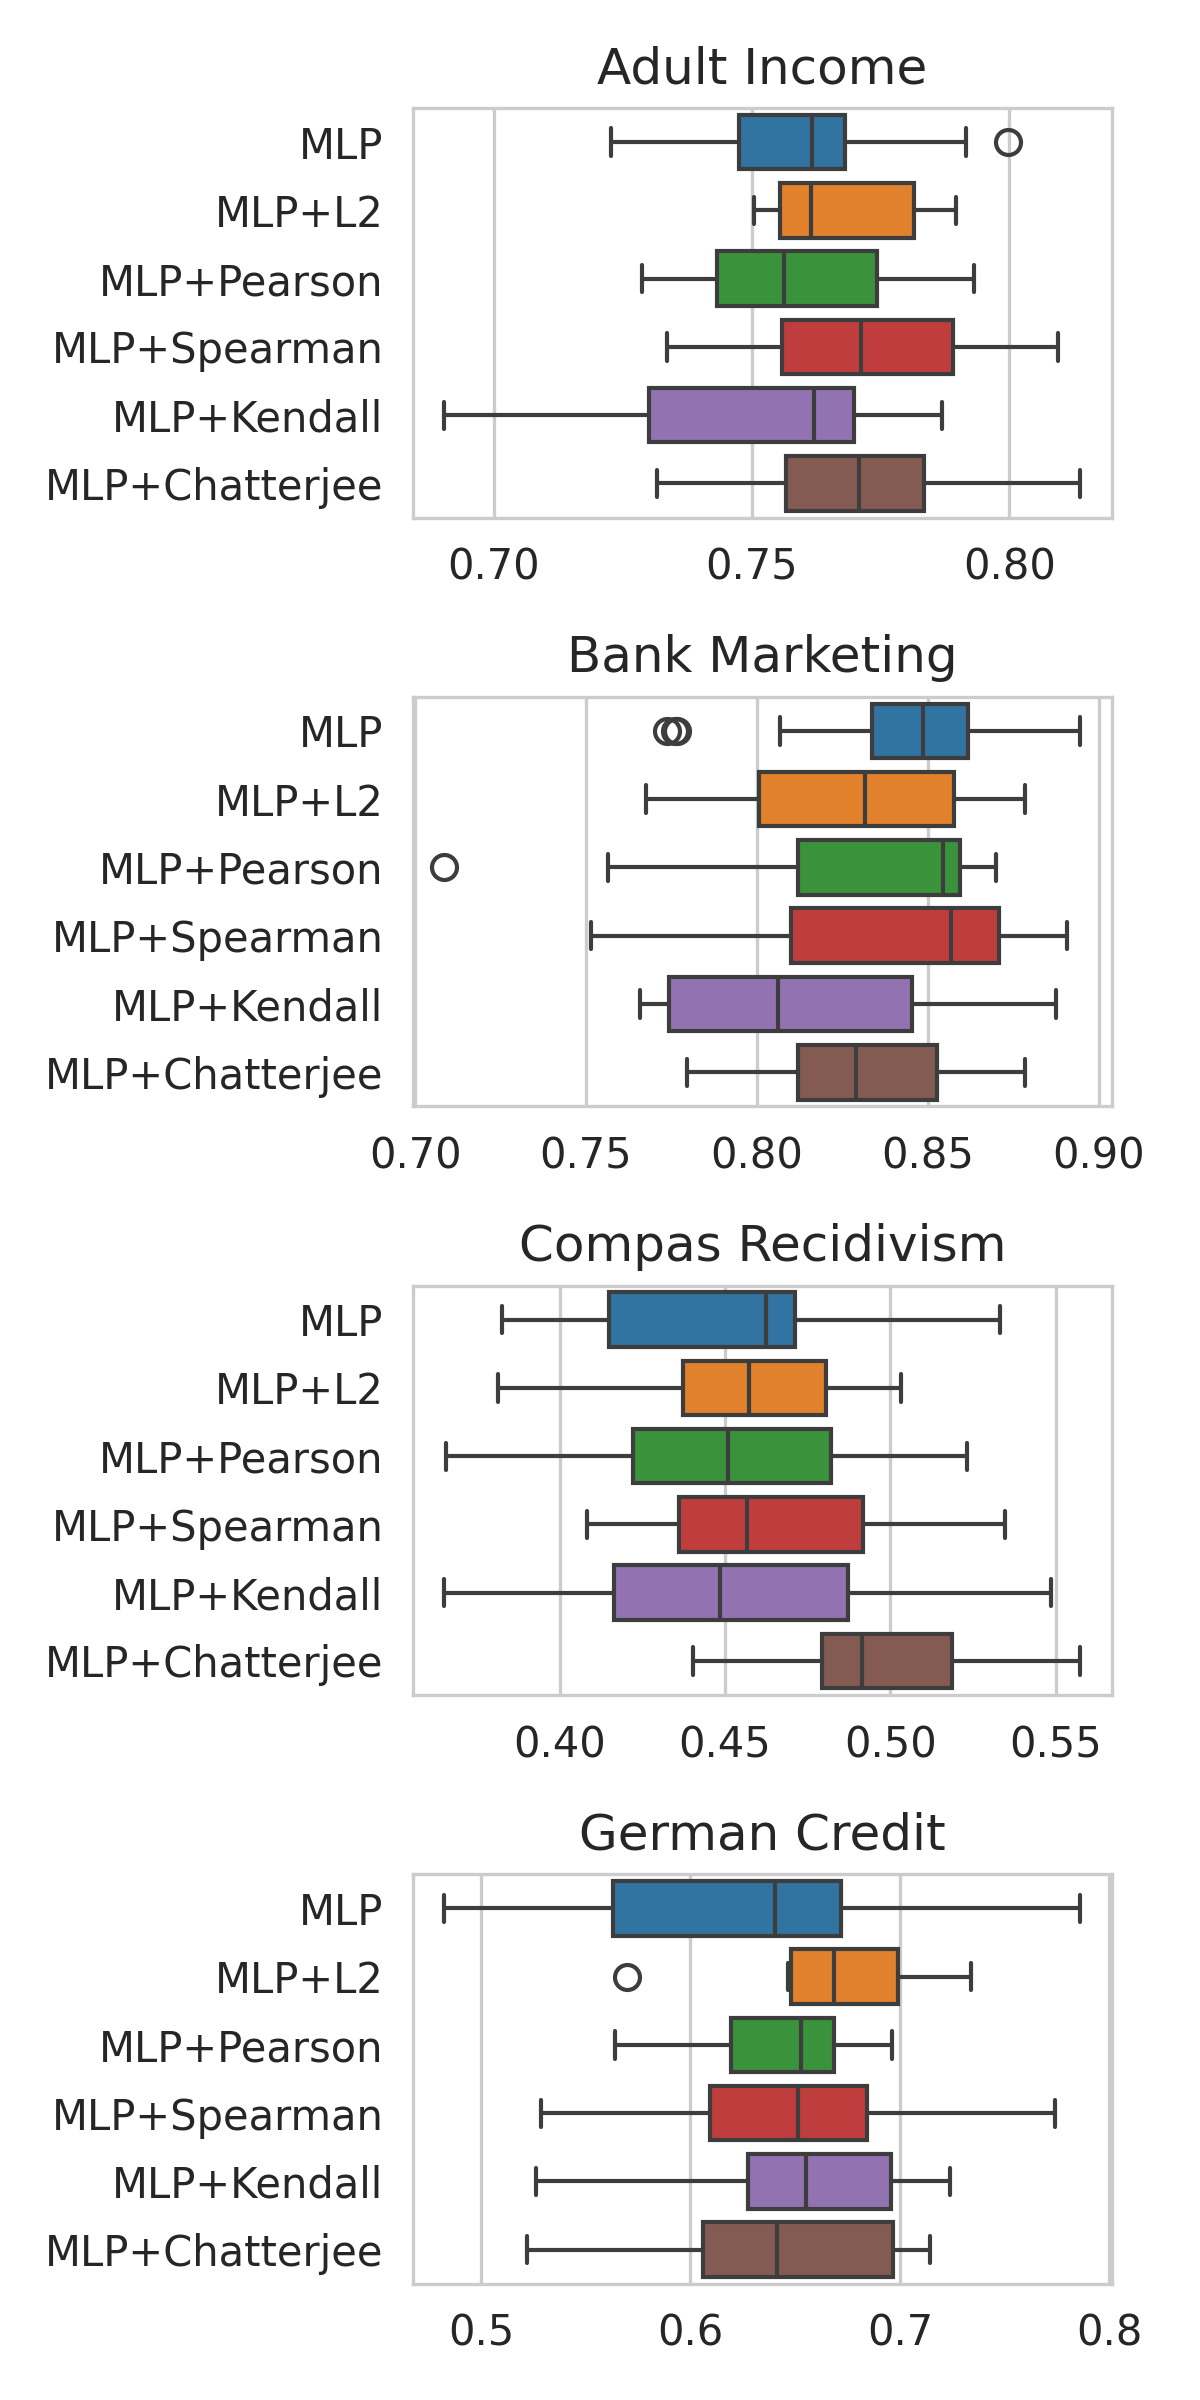 Adult Income
MLP
MLP+L2
MLP+Pearson
MLP+Spearman
MLP+Kendall
MLP+Chatterjee
0.70 0.75 0.80
Bank Marketing
MLP
MLP+L2
MLP+Pearson
MLP+Spearman
MLP+Kendall
MLP+Chatterjee
0.70 0.75 0.80 0.85 0.90
Compas Recidivism
MLP
MLP+L2
MLP+Pearson
MLP+Spearman
MLP+Kendall
MLP+Chatterjee
0.40 0.45 0.50 0.55
German Credit
MLP
MLP+L2
MLP+Pearson
MLP+Spearman
MLP+Kendall
MLP+Chatterjee
0.5 0.6 0.7 0.8